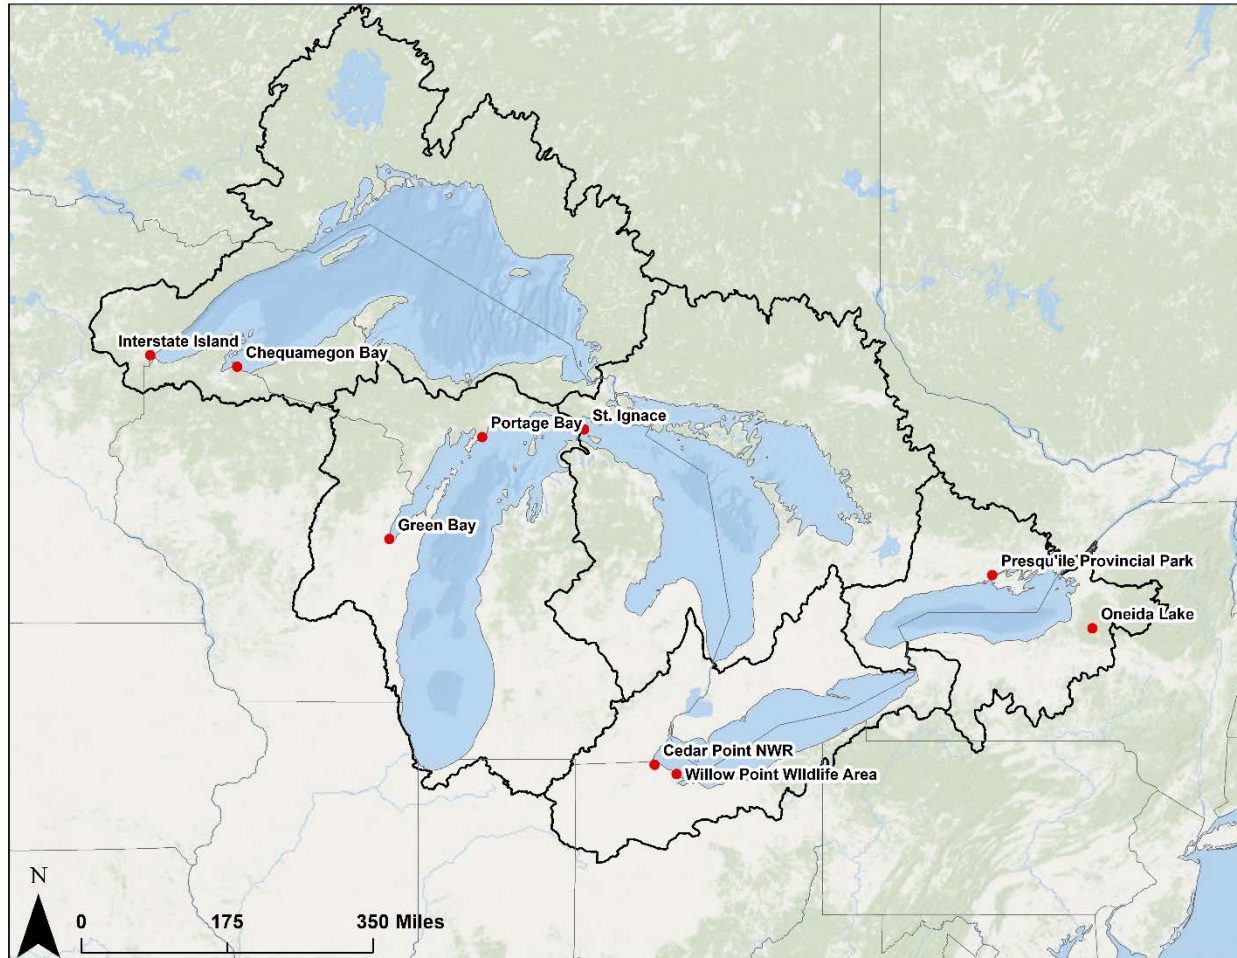 Interstate Island
Chequamegon Bay
Portage Bay
St. Ignace
Green Bay
Presqu'ile Provincial Park
Oneida Lake
Cedar Point NWR
Willow Point WIldlife Area
N
0 175 350 Miles